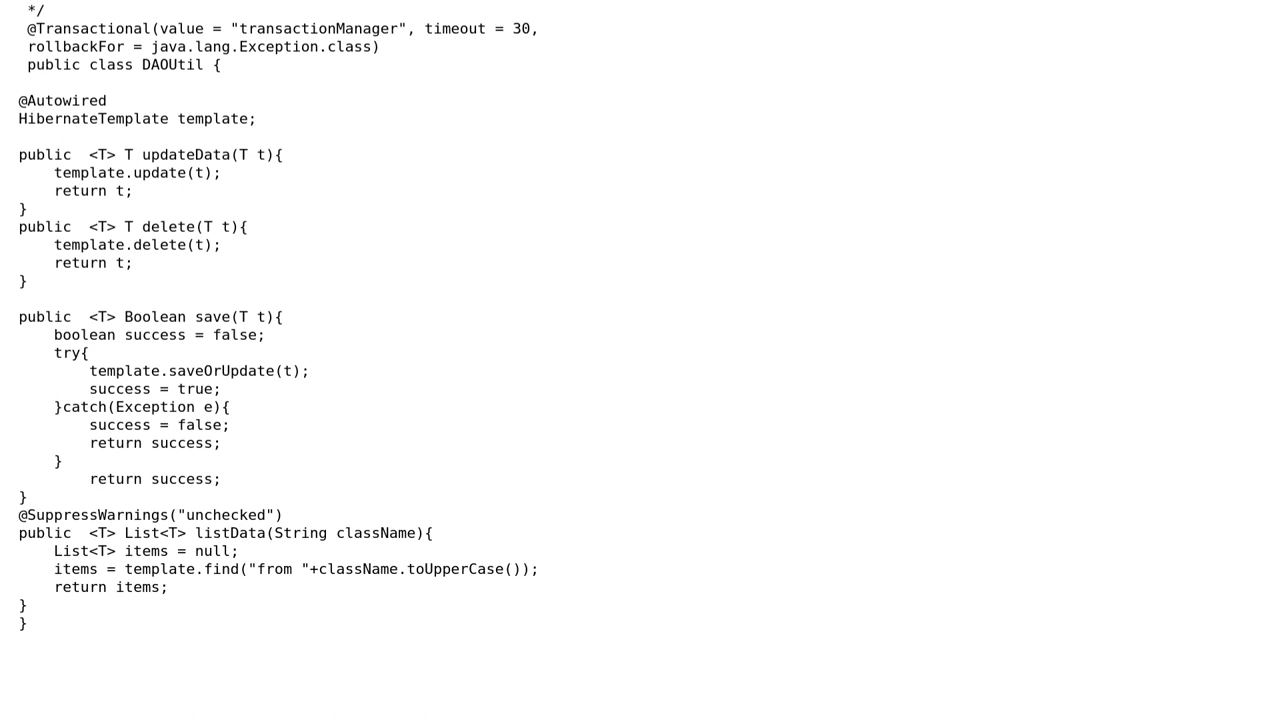 */
 @Transactional(value = "transactionManager", timeout = 30,
 rollbackFor = java.lang.Exception.class)
 public class DAOUtil {

@Autowired
HibernateTemplate template;

public  <T> T updateData(T t){
    template.update(t);
    return t;
}
public  <T> T delete(T t){
    template.delete(t);
    return t;
}

public  <T> Boolean save(T t){
    boolean success = false;
    try{
        template.saveOrUpdate(t);
        success = true;
    }catch(Exception e){
        success = false;
        return success;
    }
        return success;
}
@SuppressWarnings("unchecked")
public  <T> List<T> listData(String className){
    List<T> items = null;
    items = template.find("from "+className.toUpperCase());
    return items;
}
}